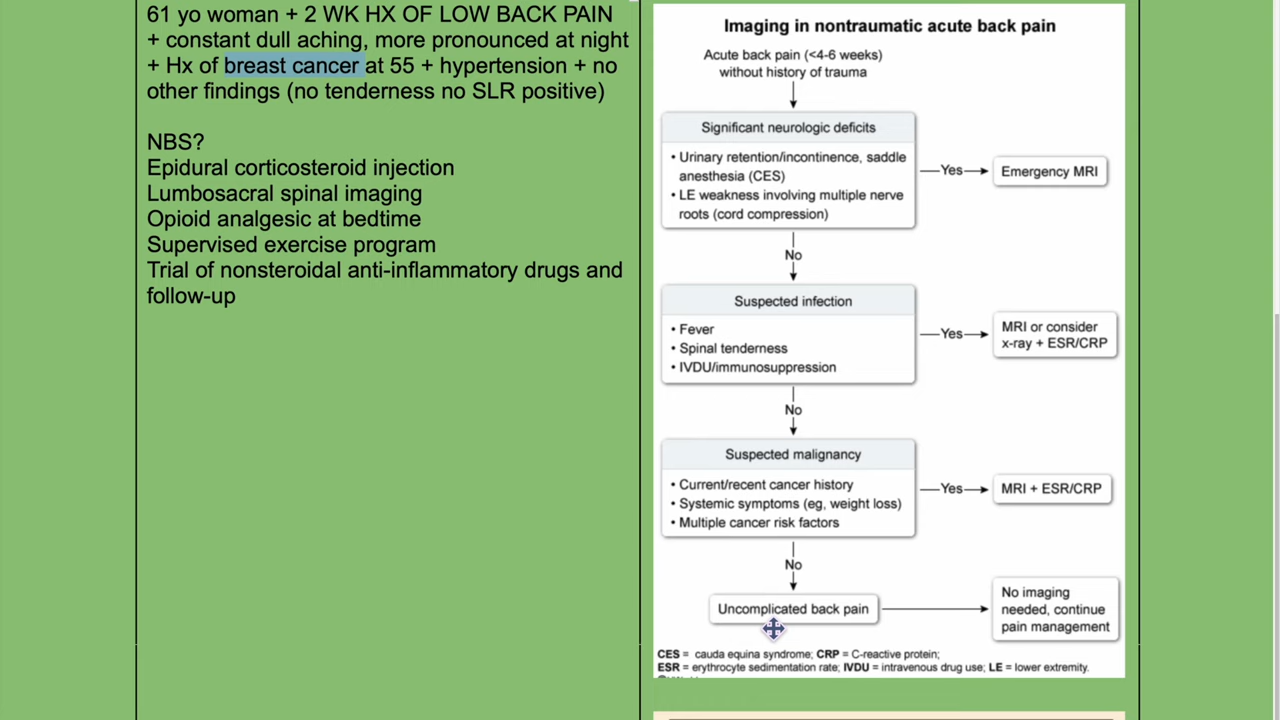 61 yo woman + 2 WK HX OF LOW BACK PAIN
+ constant dull aching, more pronounced at night
+ Hx of breast cancer at 55 + hypertension + no
other findings (no tenderness no SLR positive)
NBS?
Epidural corticosteroid injection
Lumbosacral spinal imaging
Opioid analgesic at bedtime
Supervised exercise program
Trial of nonsteroidal anti-inflammatory drugs and
follow-up
Imaging in nontraumatic acute back pain
Acute back pain (<4-6 weeks)
without history of trauma
Significant neurologic deficits
• Urinary retention/incontinence, saddle
anesthesia (CES)
• LE weakness involving multiple nerve
roots (cord compression)
Yes
Emergency MRI
No
Suspected infection
• Fever
• Spinal tenderness
• IVDU/immunosuppression
Yes
MRI or consider
x-ray + ESR/CRP
No
Suspected malignancy
• Current/recent cancer history
• Systemic symptoms (eg, weight loss)
• Multiple cancer risk factors
Yes
MRI + ESR/CRP
No
Uncomplicated back pain
No imaging
needed, continue
pain management
CES = cauda equina syndrome; CRP = C-reactive protein;
ESR = erythrocyte sedimentation rate; IVDU = intravenous drug use; LE = lower extremity.